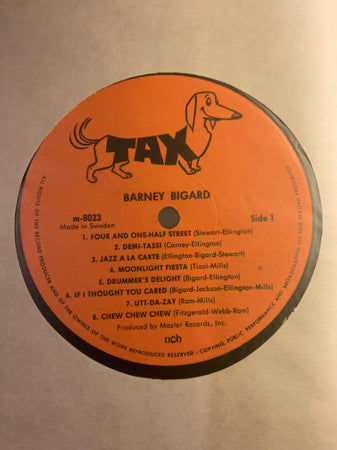 TAX
BARNEY BIGARD
m-8023
Made in Sweden
Side 1
1. FOUR AND ONE-HALF STREET (Stewart-Ellington)
2. DEMI-TASSI (Carney-Ellington)
3. JAZZ A LA CARTE (Ellington-Bigard-Stewart)
4. MOONLIGHT FIESTA (Tizol-Mills)
5. DRUMMER'S DELIGHT (Bigard-Ellington)
6. IF I THOUGHT YOU CARED (Bigard-Jackson-Ellington-Mills)
7. UTT-DA-ZAY (Ram-Mills)
8. CHEW CHEW CHEW (Fitzgerald-Webb-Ram)
Produced by Master Records, Inc.
ncb
ALL RIGHTS OF THE RECORD PRODUCER AND OF THE OWNER OF THE WORK REPRODUCED RESERVED - COPYING, PUBLIC PERFORMANCE AND BROADCASTING OF THIS RECORD PROHIBITED